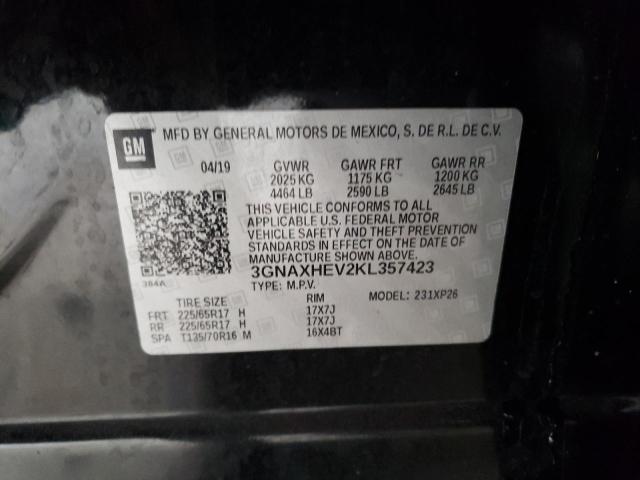 GM
MFD BY GENERAL MOTORS DE MEXICO, S. DE R.L. DE C.V.
04/19 GVWR GAWR FRT GAWR RR
2025 KG 1175 KG 1200 KG
4464 LB 2590 LB 2645 LB
THIS VEHICLE CONFORMS TO ALL
APPLICABLE U.S. FEDERAL MOTOR
VEHICLE SAFETY AND THEFT PREVENTION
STANDARDS IN EFFECT ON THE DATE OF
MANUFACTURE SHOWN ABOVE.
3GNAXHEV2KL357423
384A
TYPE: M.P.V.
MODEL: 231XP26
TIRE SIZE RIM
FRT 225/65R17 H 17X7J
RR 225/65R17 H 17X7J
SPA T135/70R16 M 16X4BT